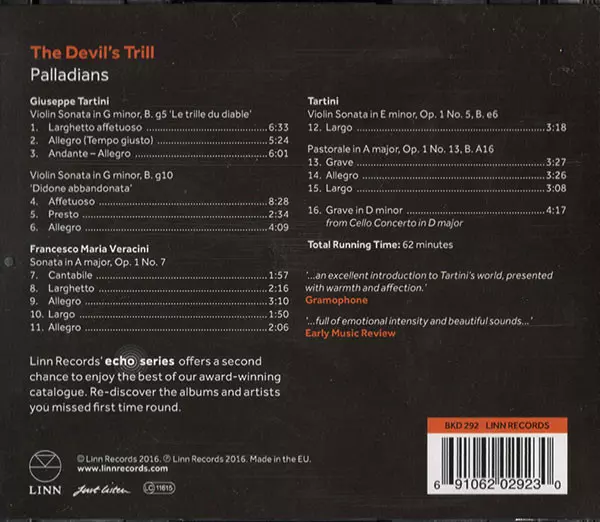 The Devil's Trill
Palladians
Giuseppe Tartini
Violin Sonata in G minor, B. g5 'Le trille du diable'
1. Larghetto affetuoso 6:33
2. Allegro (Tempo giusto) 5:24
3. Andante – Allegro 6:01
Violin Sonata in G minor, B. g10
'Didone abbandonata'
4. Affetuoso 8:28
5. Presto 2:34
6. Allegro 4:09
Francesco Maria Veracini
Sonata in A major, Op. 1 No. 7
7. Cantabile 1:57
8. Larghetto 2:16
9. Allegro 3:10
10. Largo 1:50
11. Allegro 2:06
Tartini
Violin Sonata in E minor, Op. 1 No. 5, B. e6
12. Largo 3:18
Pastorale in A major, Op. 1 No. 13, B. A16
13. Grave 3:27
14. Allegro 3:26
15. Largo 3:08
16. Grave in D minor 4:17
from Cello Concerto in D major
Total Running Time: 62 minutes
'...an excellent introduction to Tartini's world, presented
with warmth and affection.'
Gramophone
'...full of emotional intensity and beautiful sounds...'
Early Music Review
Linn Records' echo series offers a second
chance to enjoy the best of our award-winning
catalogue. Re-discover the albums and artists
you missed first time round.
LINN
© Linn Records 2016. ℗ Linn Records 2016. Made in the EU.
www.linnrecords.com
Just listen
LC 11615
BKD 292 LINN RECORDS
6 91062 02923 0